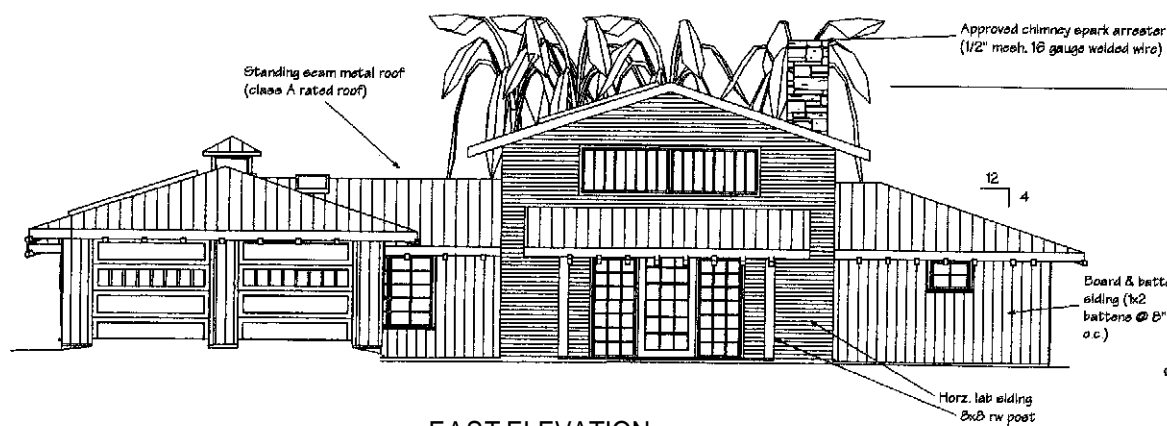 Approved chimney spark arrester
(1/2" mesh. 16 gauge welded wire)
Standing seam metal roof
(class A rated roof)
12
4
Board & batte
siding (1x2
battens @ 8"
o.c.)
Horz. lab siding
8x8 rw post
EAST ELEVATION